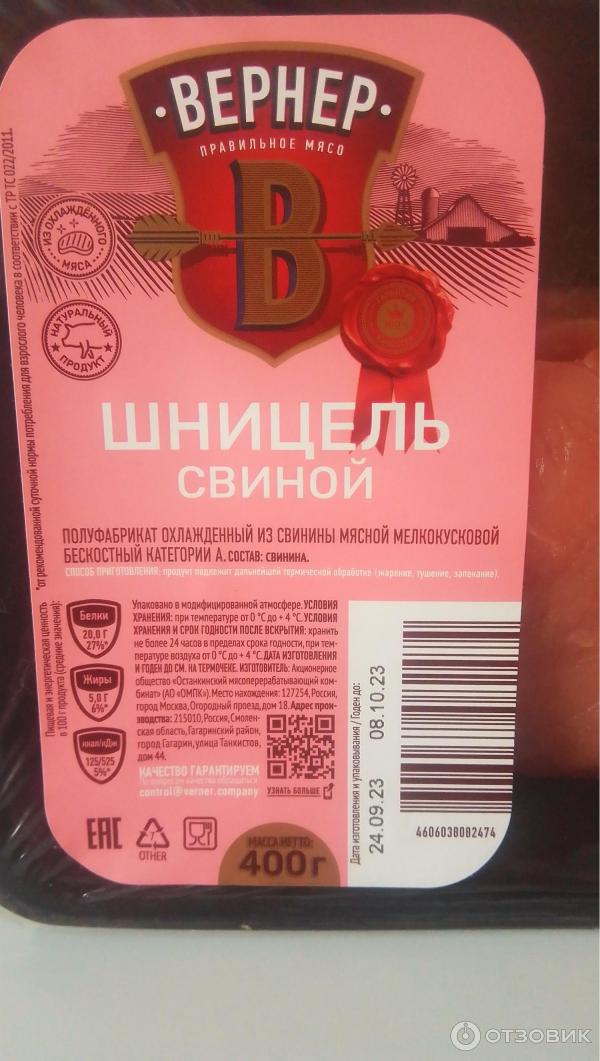 ·ВЕРНЕР·
ПРАВИЛЬНОЕ МЯСО
В
ИЗ ОХЛАЖДЁННОГО
МЯСА
НАТУРАЛЬНЫЙ
ПРОДУКТ
100%
ШНИЦЕЛЬ
СВИНОЙ
ПОЛУФАБРИКАТ ОХЛАЖДЕННЫЙ ИЗ СВИНИНЫ МЯСНОЙ МЕЛКОКУСКОВОЙ
БЕСКОСТНЫЙ КАТЕГОРИИ А. СОСТАВ: СВИНИНА.
СПОСОБ ПРИГОТОВЛЕНИЯ: продукт подлежит дальнейшей термической обработке (жарение, тушение, запекание).
*от рекомендованной суточной нормы потребления для взрослого человека в соответствии с ТР ТС 022/2011.
Пищевая и энергетическая ценность
в 100 г продукта (средние значения):
Белки
20,0 Г
27%*
Жиры
5,0 Г
6%*
ккал/кДж
125/525
5%*
Упаковано в модифицированной атмосфере. УСЛОВИЯ
ХРАНЕНИЯ: при температуре от 0 °С до + 4 °С. УСЛОВИЯ
ХРАНЕНИЯ И СРОК ГОДНОСТИ ПОСЛЕ ВСКРЫТИЯ: хранить
не более 24 часов в пределах срока годности, при тем-
пературе воздуха от 0 °С до + 4 °С. ДАТА ИЗГОТОВЛЕНИЯ
И ГОДЕН ДО СМ. НА ТЕРМОЧЕКЕ. ИЗГОТОВИТЕЛЬ: Акционерное
общество «Останкинский мясоперерабатывающий ком-
бинат» (АО «ОМПК»). Место нахождения: 127254, Россия,
город Москва, Огородный проезд, дом 18. Адрес произ-
водства: 215010, Россия, Смолен-
ская область, Гагаринский район,
город Гагарин, улица Танкистов,
дом 44.
КАЧЕСТВО ГАРАНТИРУЕМ
По вопросам качества обращаться
control@verner.company
УЗНАТЬ БОЛЬШЕ
ЕАС
OTHER
МАССА НЕТТО:
400 г
Дата изготовления и упаковывания / Годен до:
24.09.23 08.10.23
4606038082474
ОТЗОВИК